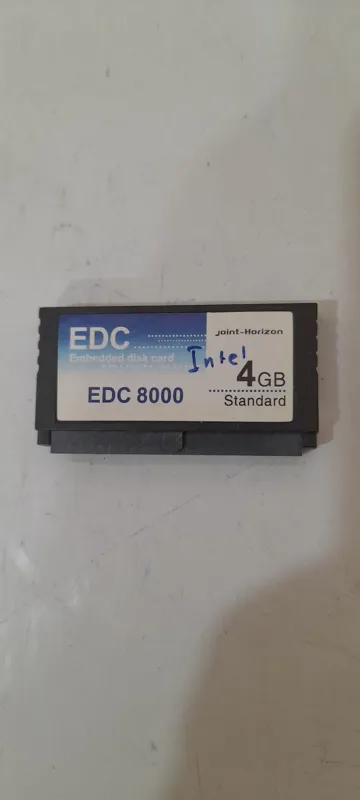 EDC
joint-Horizon
Embedded disk card
Intel
4GB
EDC 8000
Standard